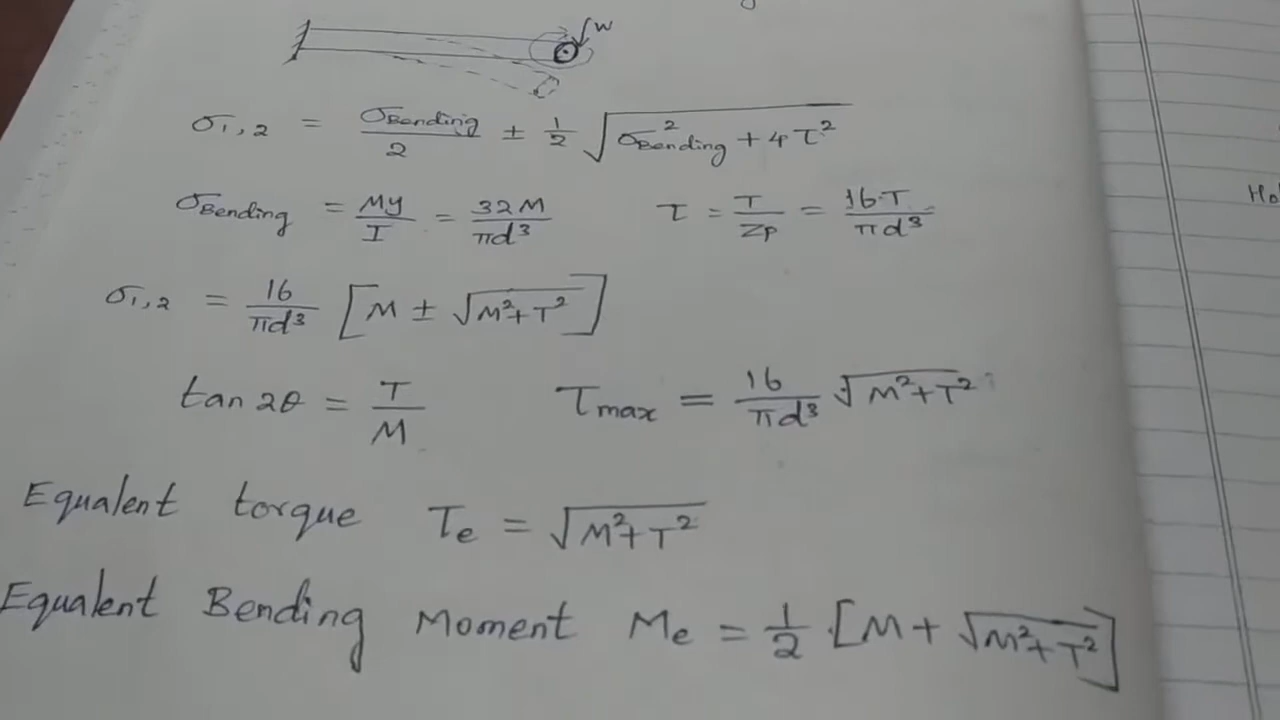 W
σ1,2 = σBending/2 ± 1/2 √(σ²Bending + 4τ²)
σBending = My/I = 32M/πd³ τ = T/Zp = 16·T/πd³
σ1,2 = 16/πd³ [M ± √(M²+T²)]
tan 2θ = T/M τmax = 16/πd³ √(M²+T²)
Equalent torque Te = √(M²+T²)
Equalent Bending Moment Me = 1/2 [M + √(M²+T²)]